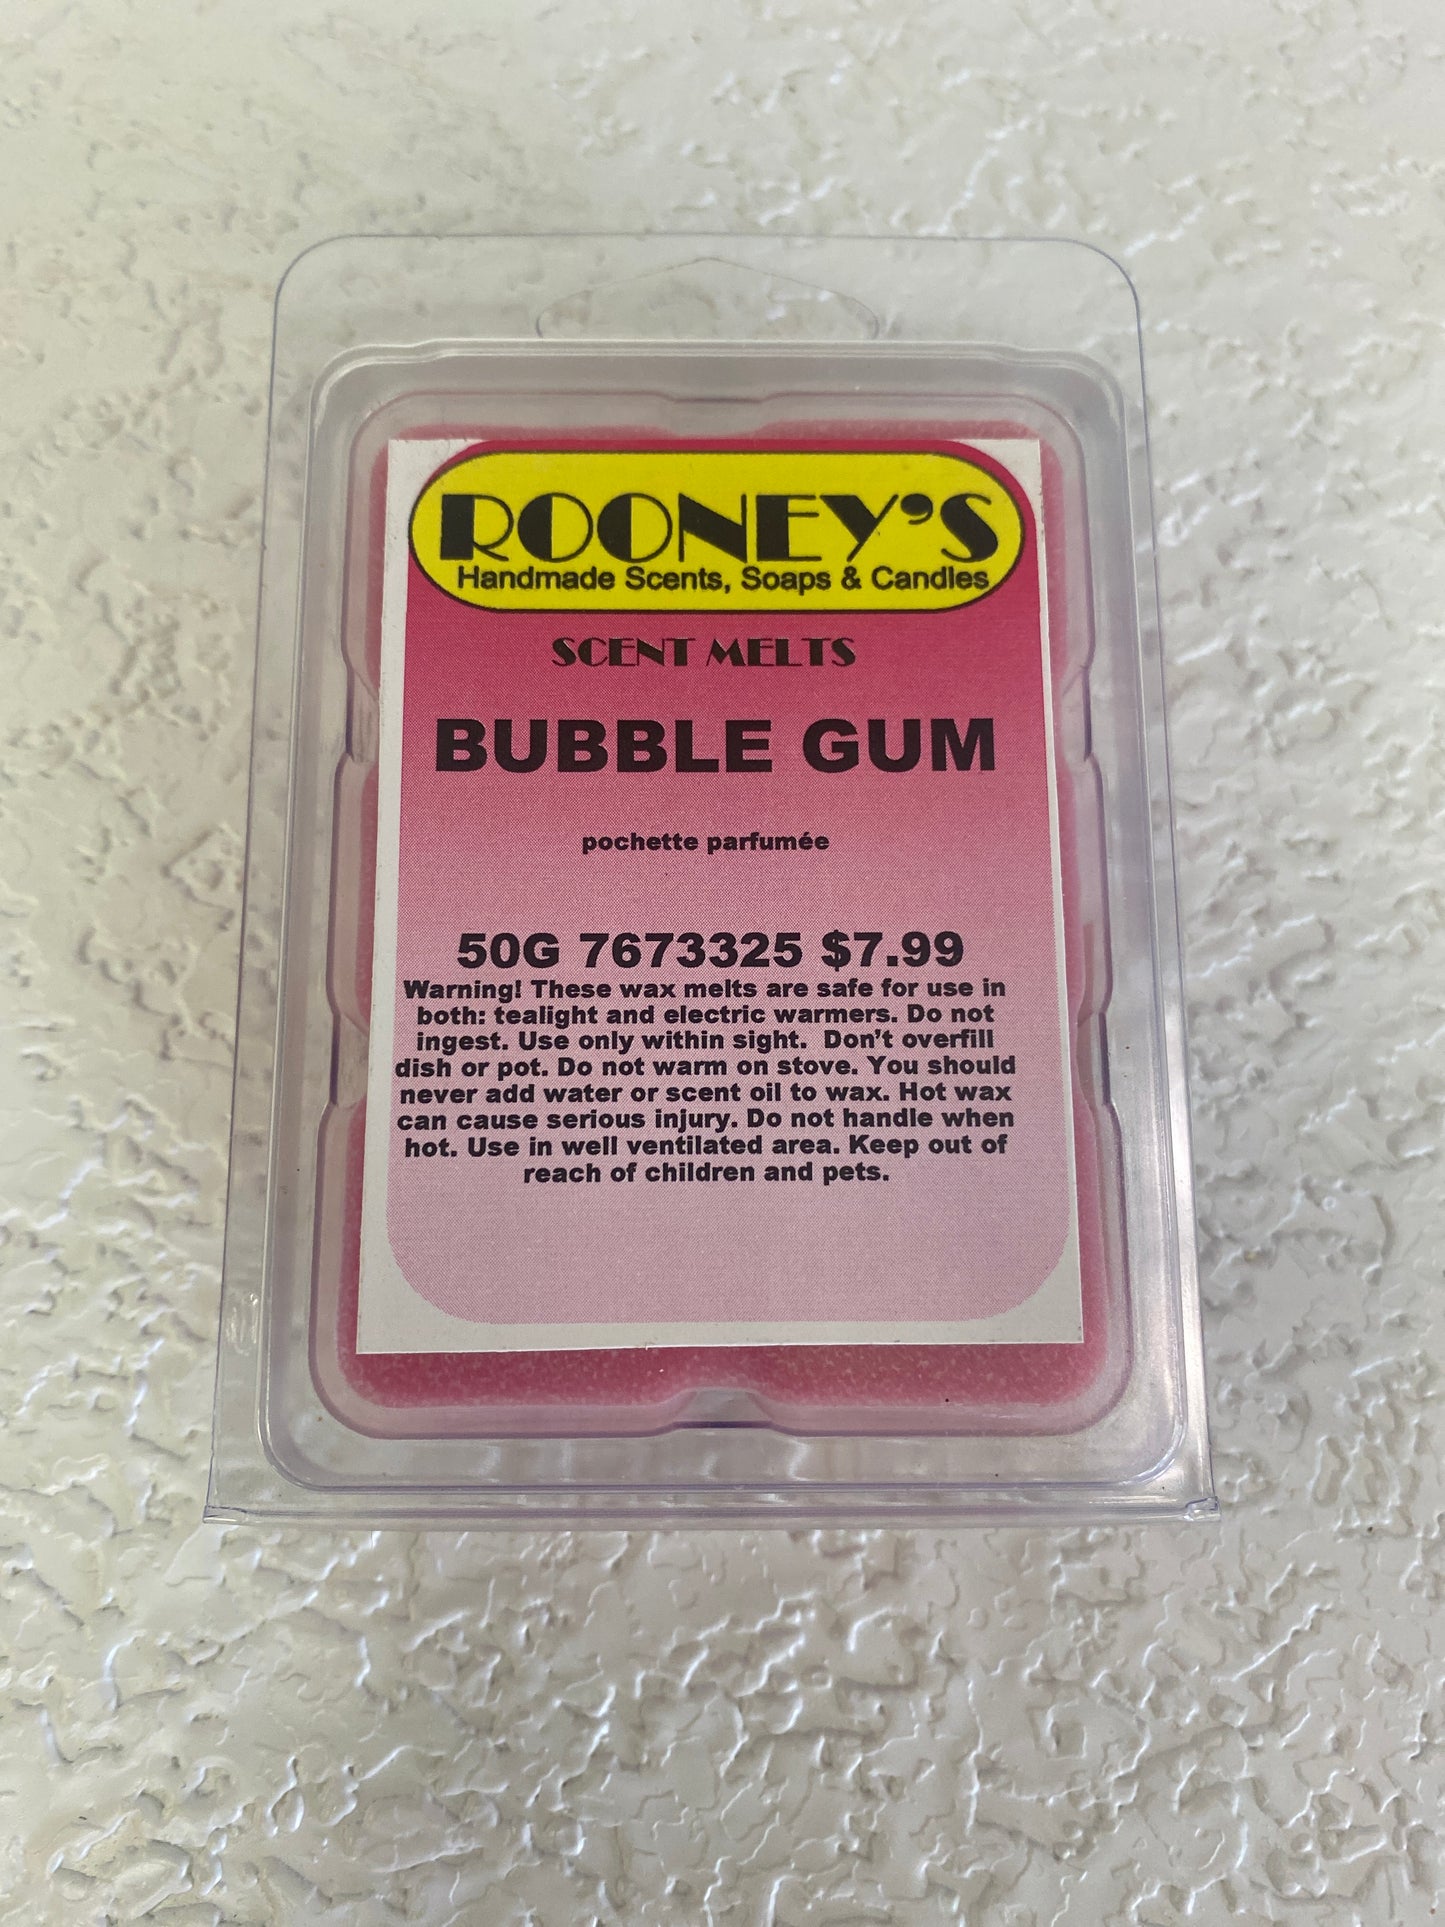 ROONEY'S
Handmade Scents, Soaps & Candles
SCENT MELTS
BUBBLE GUM
pochette parfumée
50G 7673325 $7.99
Warning! These wax melts are safe for use in
both: tealight and electric warmers. Do not
ingest. Use only within sight.  Don't overfill
dish or pot. Do not warm on stove. You should
never add water or scent oil to wax. Hot wax
can cause serious injury. Do not handle when
hot. Use in well ventilated area. Keep out of
reach of children and pets.